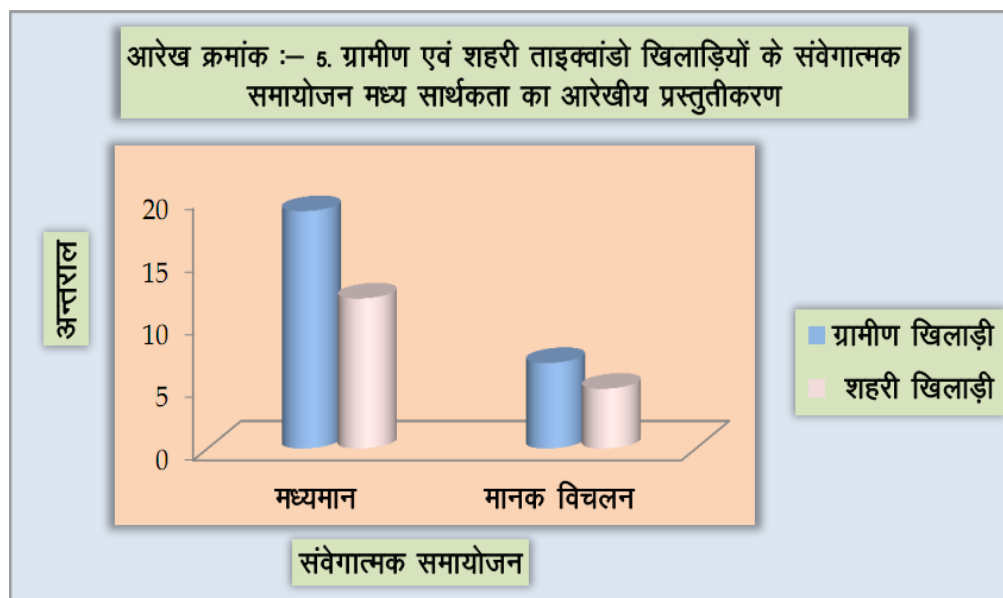 आरेख क्रमांक :– 5. ग्रामीण एवं शहरी ताइक्वांडो खिलाड़ियों के संवेगात्मक
समायोजन मध्य सार्थकता का आरेखीय प्रस्तुतीकरण
अन्तराल
20
15
10
5
0
मध्यमान
मानक विचलन
संवेगात्मक समायोजन
ग्रामीण खिलाड़ी
शहरी खिलाड़ी